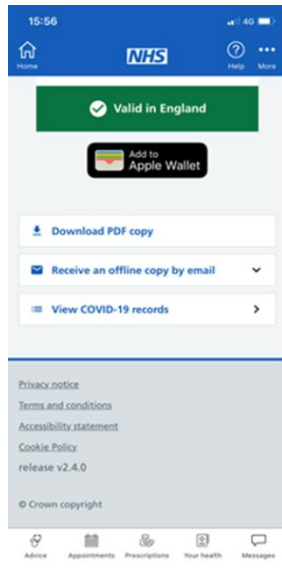 15:56
4G
NHS
Home
Help
More
Valid in England
Add to
Apple Wallet
Download PDF copy
Receive an offline copy by email
View COVID-19 records
Privacy notice
Terms and conditions
Accessibility statement
Cookie Policy
release v2.4.0
© Crown copyright
Advice
Appointments
Prescriptions
Your health
Messages